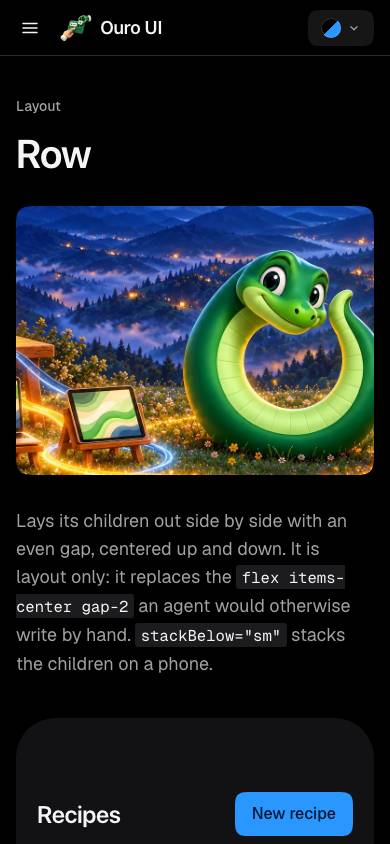 Ouro UI
Layout
Row
Lays its children out side by side with an
even gap, centered up and down. It is
layout only: it replaces the flex items-
center gap-2 an agent would otherwise
write by hand. stackBelow="sm" stacks
the children on a phone.
Recipes
New recipe